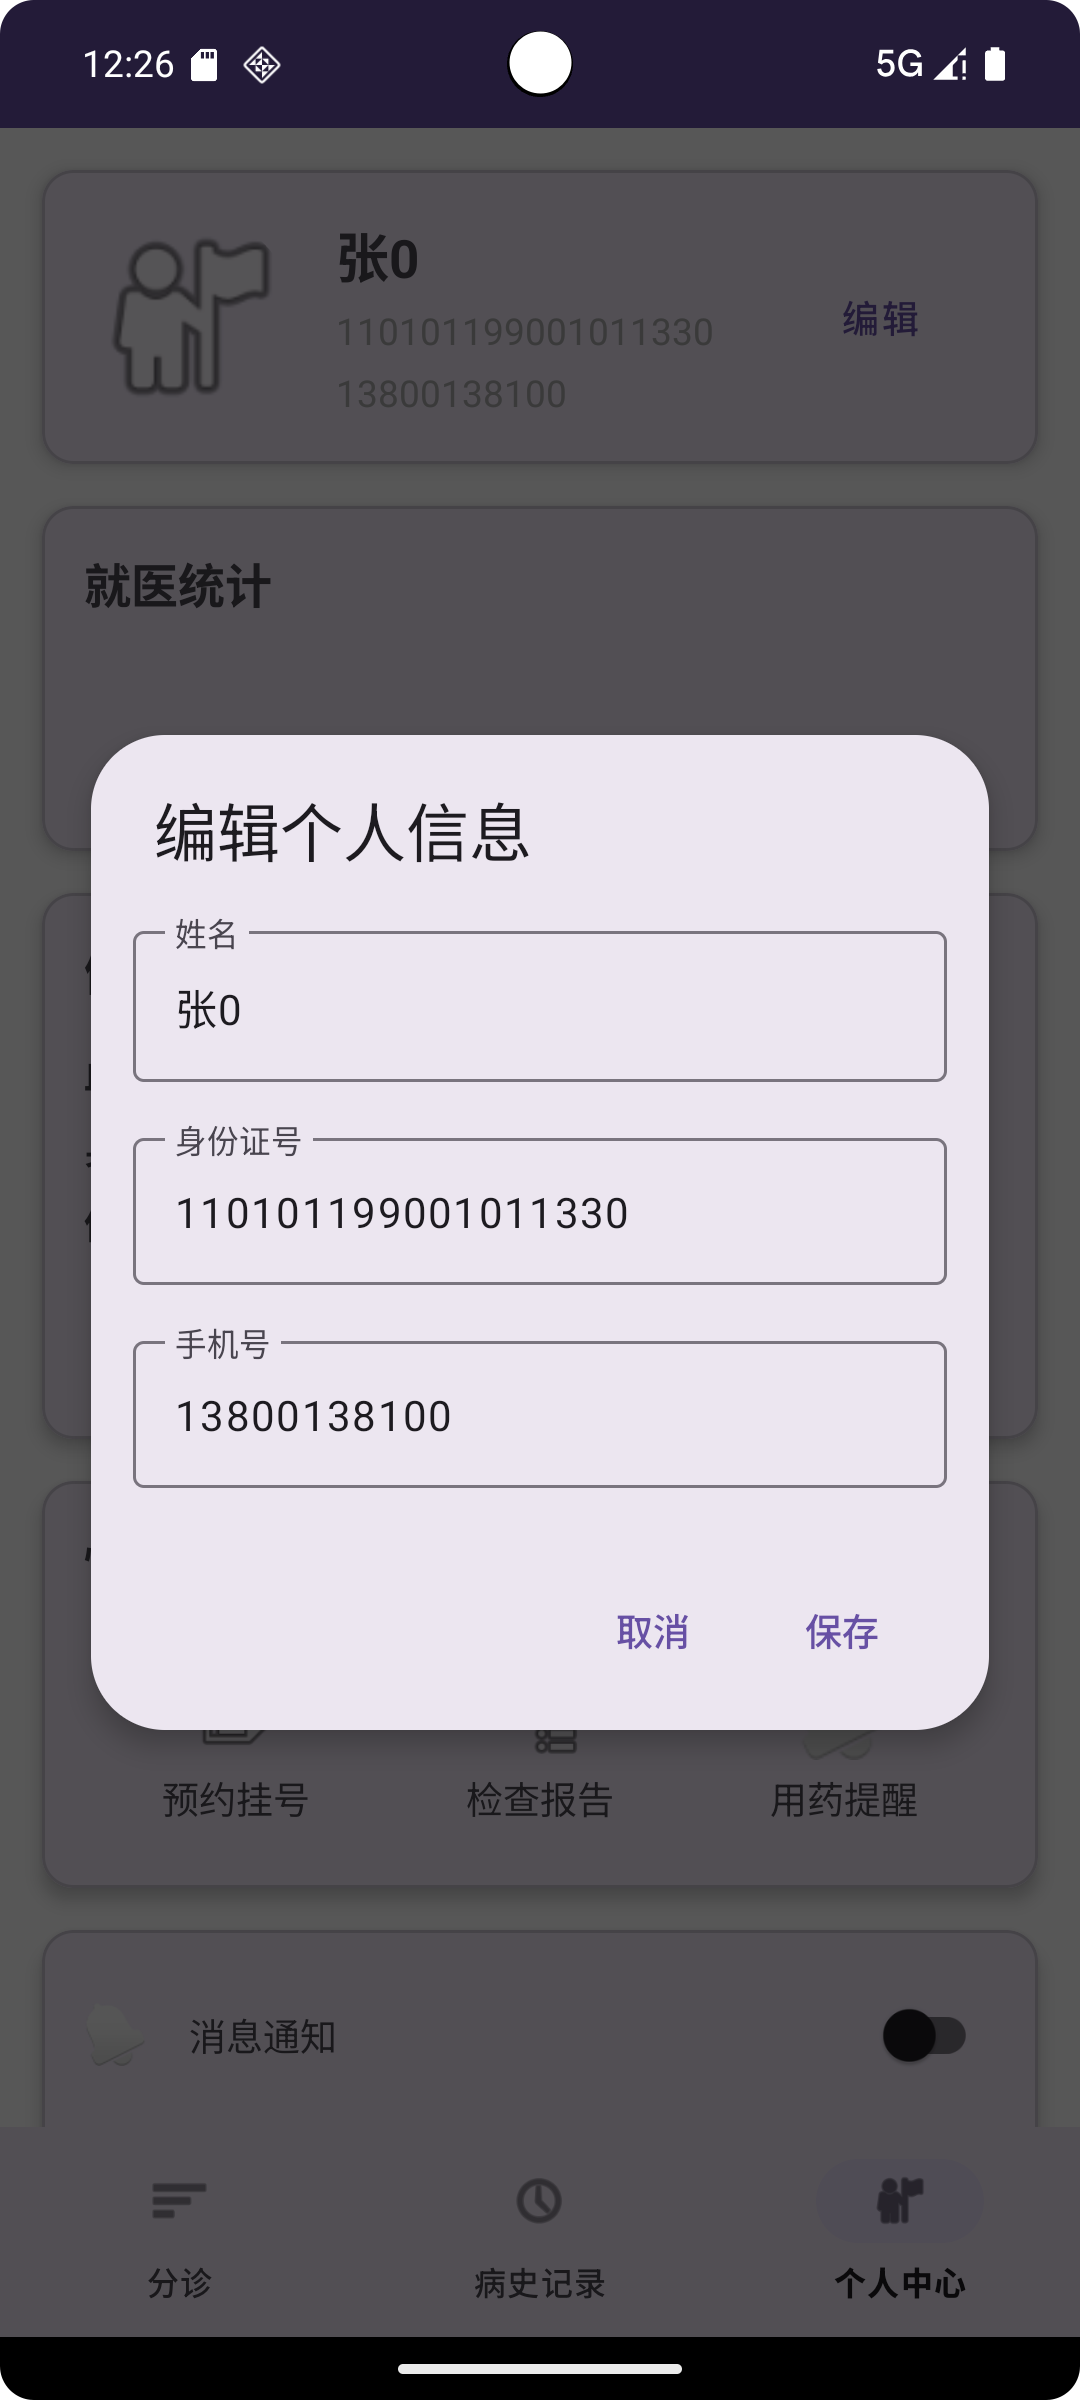 12:26
5G
张0
110101199001011330
编辑
13800138100
就医统计
编辑个人信息
姓名
张0
身份证号
110101199001011330
手机号
13800138100
取消
保存
预约挂号
检查报告
用药提醒
消息通知
分诊
病史记录
个人中心